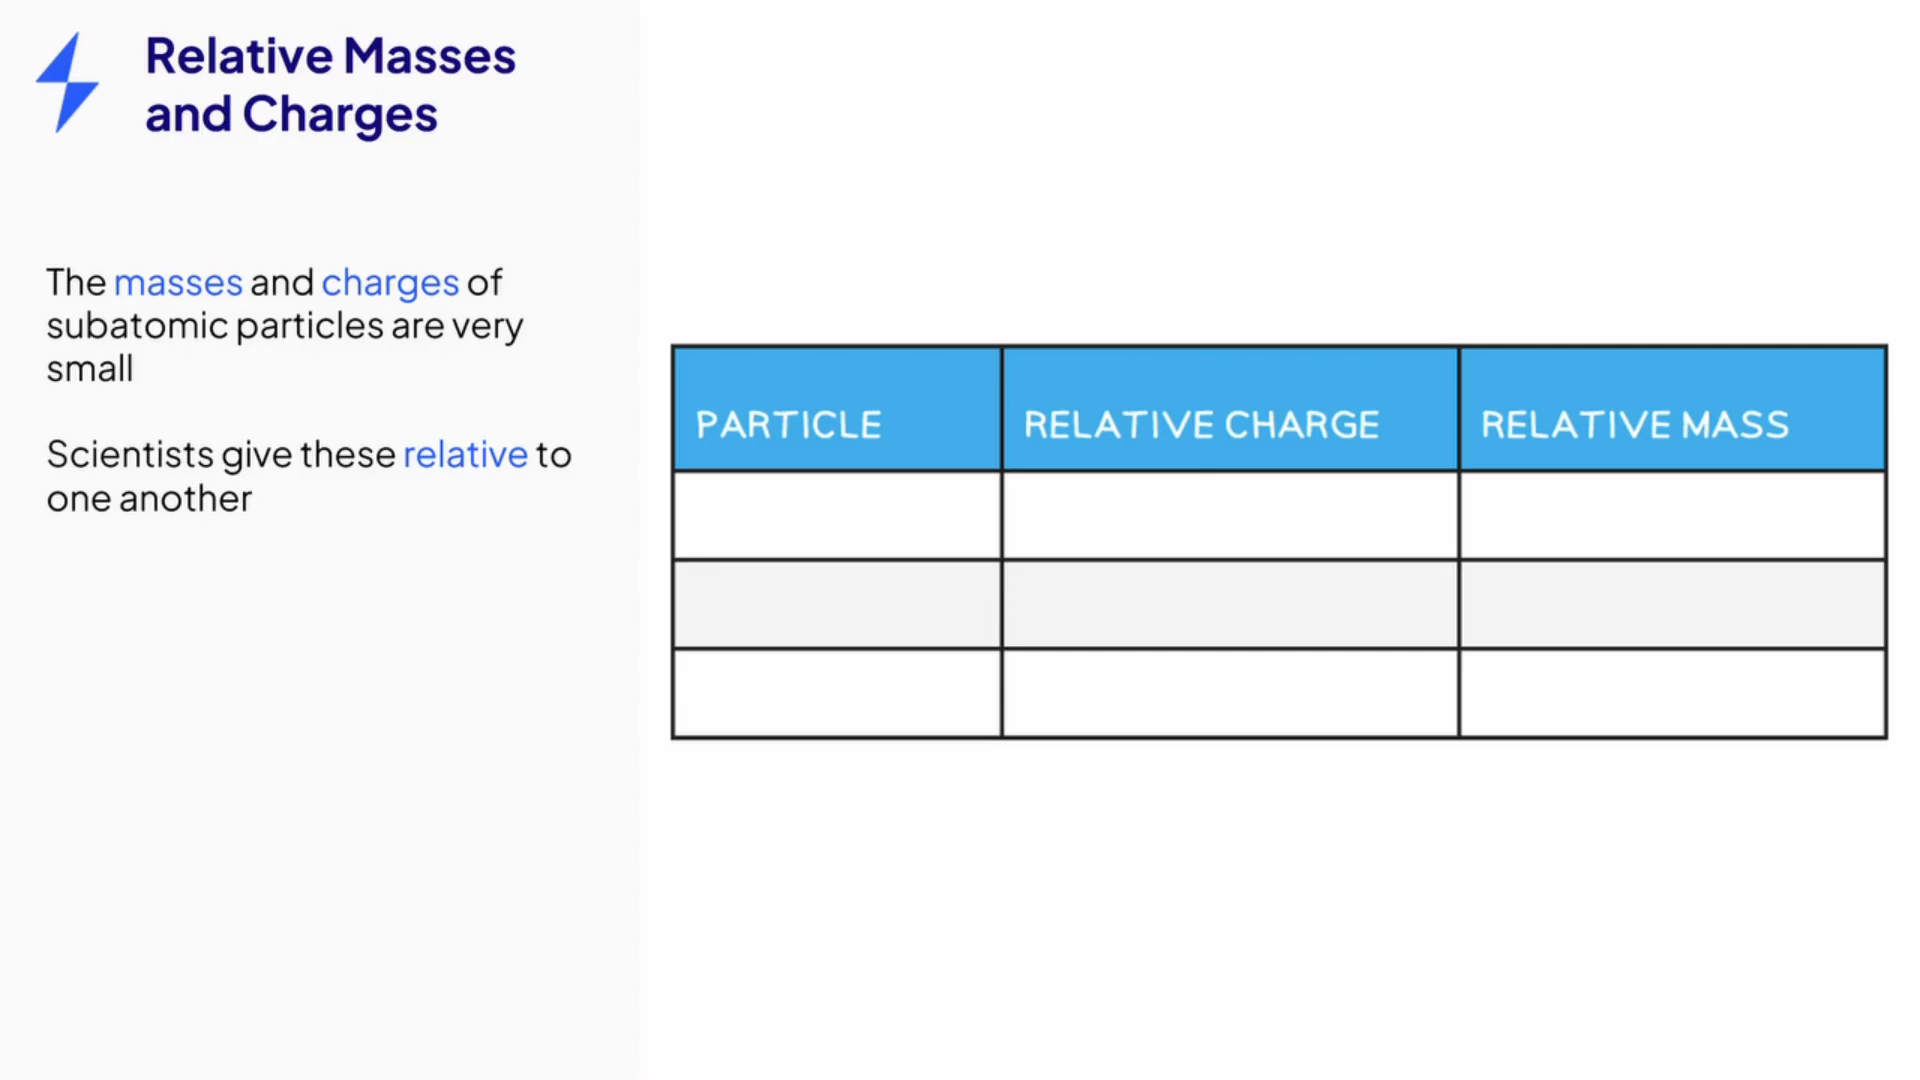 Relative Masses
and Charges
The masses and charges of
subatomic particles are very
small
Scientists give these relative to
one another
PARTICLE
RELATIVE CHARGE
RELATIVE MASS